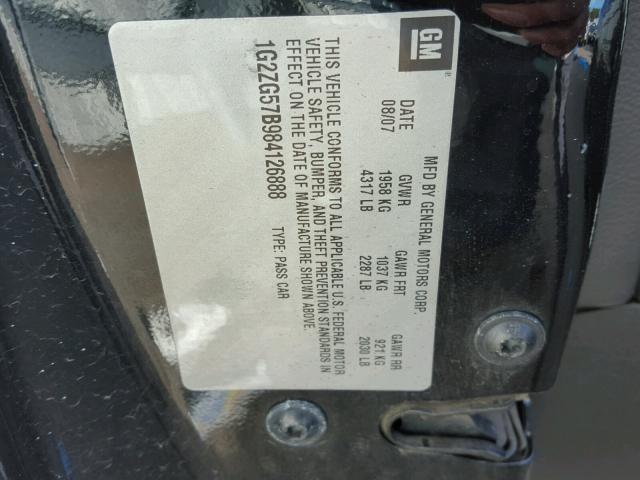 GM
MFD BY GENERAL MOTORS CORP.
DATE GVWR GAWR FRT GAWR RR
08/07 1958 KG 1037 KG 921 KG
4317 LB 2287 LB 2030 LB
THIS VEHICLE CONFORMS TO ALL APPLICABLE U.S. FEDERAL MOTOR
VEHICLE SAFETY, BUMPER, AND THEFT PREVENTION STANDARDS IN
EFFECT ON THE DATE OF MANUFACTURE SHOWN ABOVE.
1G2ZG57B984126888 TYPE: PASS CAR